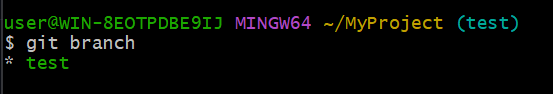 user@WIN-8EOTPDBE9IJ MINGW64 ~/MyProject (test)
$ git branch
* test